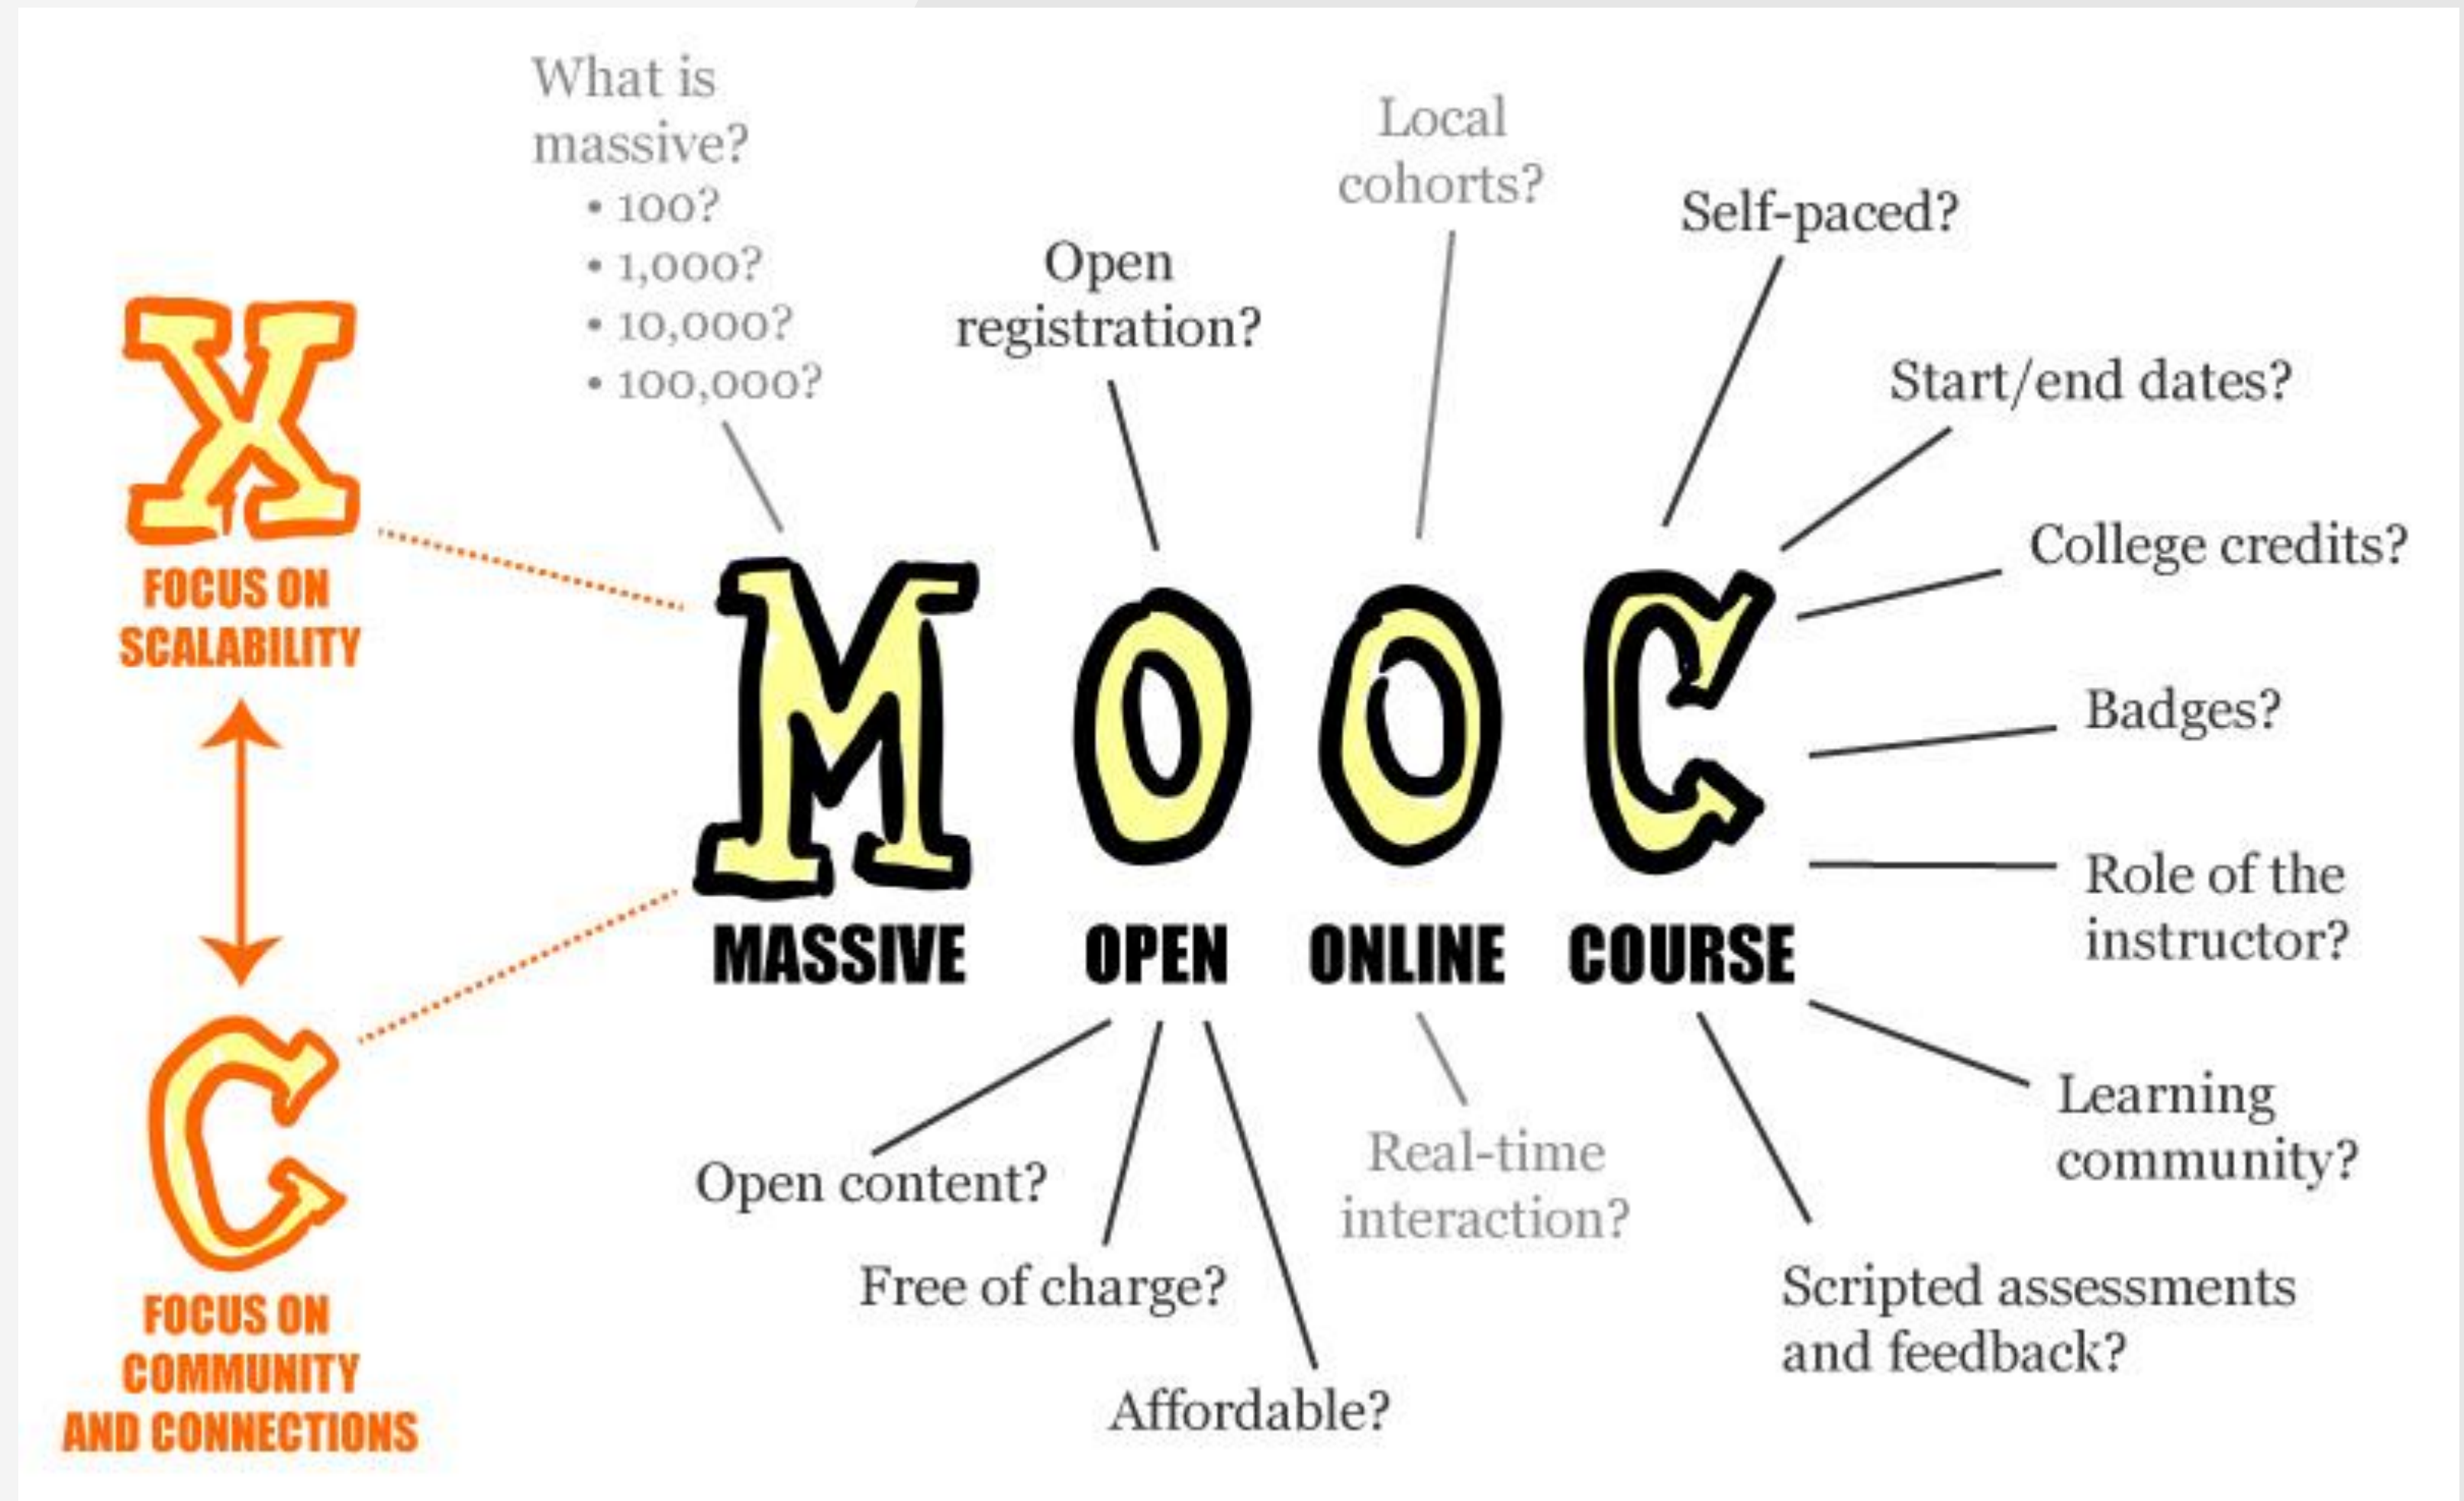 X
FOCUS ON
SCALABILITY
C
FOCUS ON
COMMUNITY
AND CONNECTIONS
What is
massive?
• 100?
• 1,000?
• 10,000?
• 100,000?
Open
registration?
Local
cohorts?
Self-paced?
Start/end dates?
College credits?
Badges?
Role of the
instructor?
Learning
community?
Scripted assessments
and feedback?
MOOC
MASSIVE OPEN ONLINE COURSE
Open content?
Free of charge?
Affordable?
Real-time
interaction?